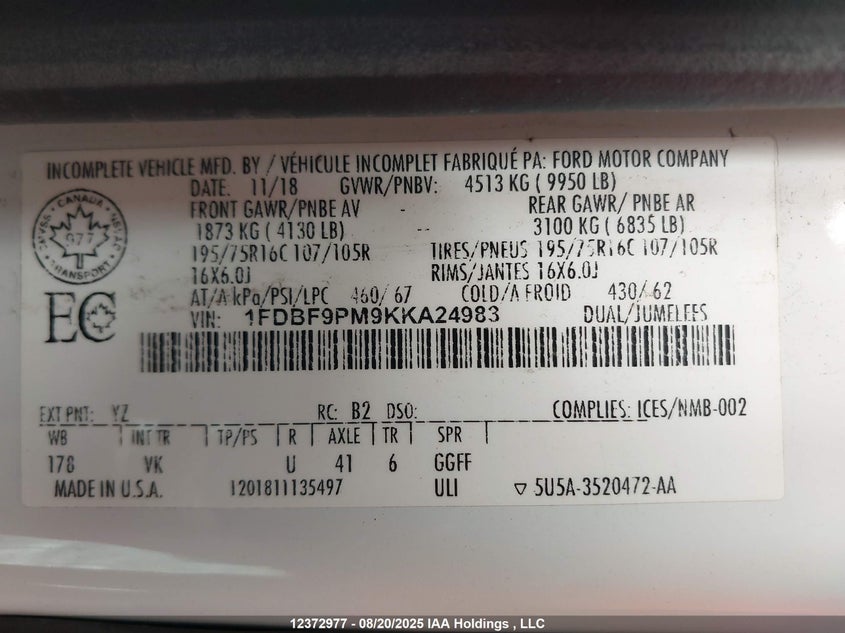 INCOMPLETE VEHICLE MFD. BY / VÉHICULE INCOMPLET FABRIQUÉ PA: FORD MOTOR COMPANY
DATE: 11/18 GVWR/PNBV: 4513 KG ( 9950 LB)
FRONT GAWR/ PNBE AV -- REAR GAWR/ PNBE AR
1873 KG ( 4130 LB) - 3100 KG ( 6835 LB)
195/75R16C 107/105R TIRES/PNEUS 195/75R16C 107/105R
16X6.0J RIMS/JANTES 16X6.0J
AT/A kPa/PSI/LPC 460/ 67 COLD/A FROID 430/ 62
VIN: 1FDBF9PM9KKA24983 DUAL/JUMELEES
CANADA
977
TRANSPORT
EC
EXT PNT: YZ RC: B2 DSO: COMPLIES: ICES/NMB-002
WB INT TR TP/PS R AXLE TR SPR
178 VK U 41 6 GGFF
MADE IN U.S.A. 1201811135497 ULI ▽ 5U5A-3520472-AA
12372977 - 08/20/2025 IAA Holdings , LLC